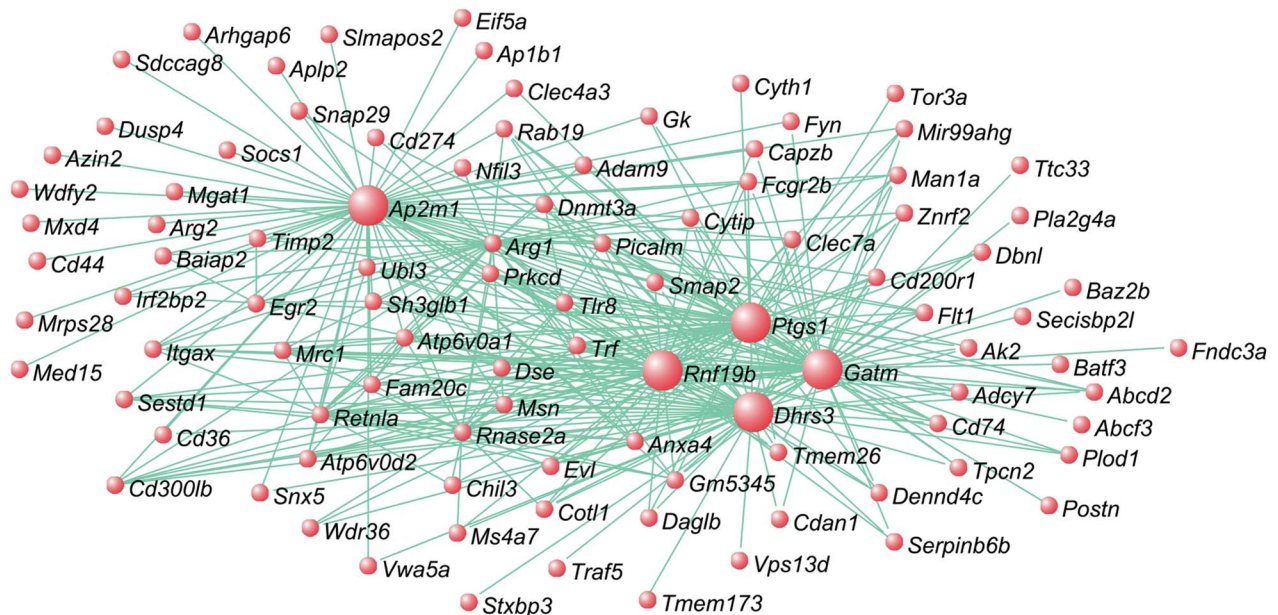 Eif5a
Arhgap6
Slmapos2
Ap1b1
Sdccag8
Aplp2
Clec4a3
Cyth1
Tor3a
Snap29
Gk
Fyn
Dusp4
Cd274
Rab19
Mir99ahg
Socs1
Capzb
Azin2
Nfil3
Adam9
Ttc33
Wdfy2
Mgat1
Fcgr2b
Man1a
Ap2m1
Dnmt3a
Cytip
Znrf2
Pla2g4a
Mxd4
Arg2
Timp2
Arg1
Picalm
Clec7a
Dbnl
Cd44
Baiap2
Ubl3
Prkcd
Smap2
Cd200r1
Irf2bp2
Egr2
Sh3glb1
Tlr8
Baz2b
Mrps28
Ptgs1
Flt1
Secisbp2l
Itgax
Mrc1
Atp6v0a1
Trf
Ak2
Fndc3a
Med15
Fam20c
Dse
Rnf19b
Gatm
Batf3
Sestd1
Retnla
Msn
Dhrs3
Adcy7
Abcd2
Cd36
Rnase2a
Anxa4
Cd74
Abcf3
Atp6v0d2
Evl
Tmem26
Tpcn2
Plod1
Cd300lb
Snx5
Chil3
Gm5345
Dennd4c
Wdr36
Ms4a7
Cotl1
Daglb
Cdan1
Postn
Vwa5a
Traf5
Vps13d
Serpinb6b
Stxbp3
Tmem173